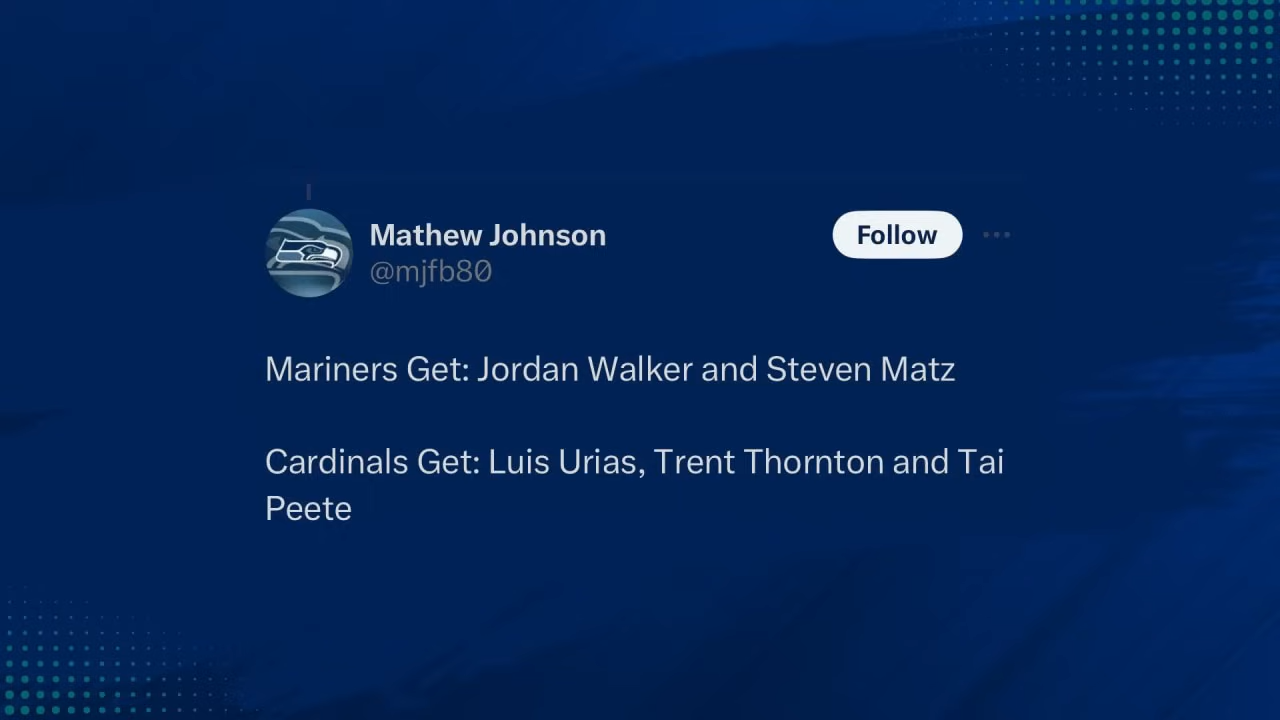 Mathew Johnson
Follow
@mjfb80
Mariners Get: Jordan Walker and Steven Matz
Cardinals Get: Luis Urias, Trent Thornton and Tai
Peete